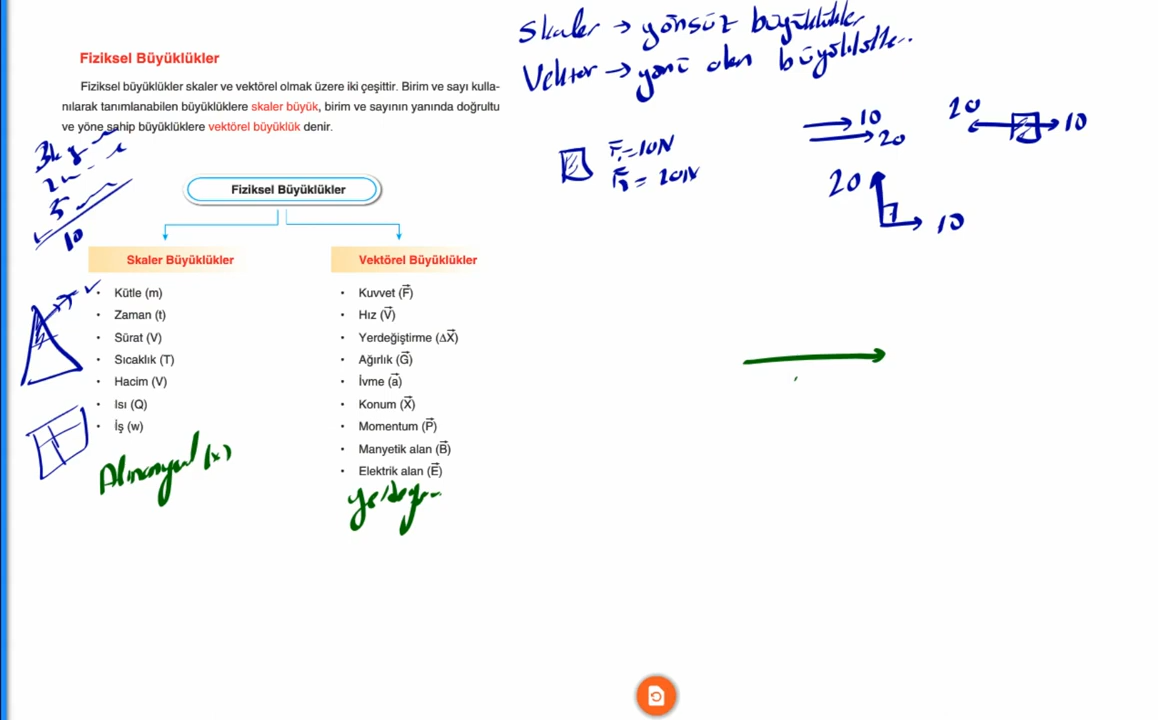 Skaler → yönsüz büyüklükler
Vektör → yönü olan büyüklükler..
Fiziksel Büyüklükler
Fiziksel büyüklükler skaler ve vektörel olmak üzere iki çeşittir. Birim ve sayı kulla-
nılarak tanımlanabilen büyüklüklere skaler büyük, birim ve sayının yanında doğrultu
ve yöne sahip büyüklüklere vektörel büyüklük denir.
3kg
5
10
F₁=10N
F₂=20N
10
20
20
10
20
10
Fiziksel Büyüklükler
Skaler Büyüklükler
• Kütle (m)
• Zaman (t)
• Sürat (V)
• Sıcaklık (T)
• Hacim (V)
• Isı (Q)
• İş (w)
Alınanyol (x)
Vektörel Büyüklükler
• Kuvvet (F⃗)
• Hız (V⃗)
• Yerdeğiştirme (ΔX⃗)
• Ağırlık (G⃗)
• İvme (a⃗)
• Konum (X⃗)
• Momentum (P⃗)
• Manyetik alan (B⃗)
• Elektrik alan (E⃗)